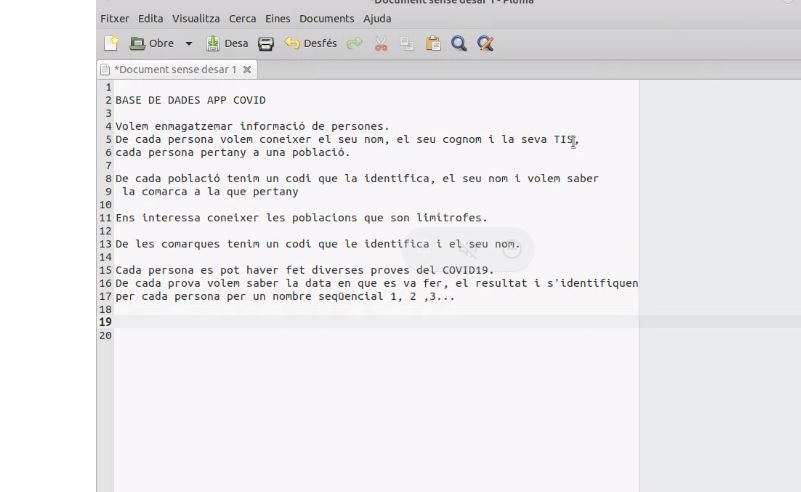 Document sense desar 1 - Pluma
Fitxer Edita Visualitza Cerca Eines Documents Ajuda
Obre Desa Desfés
*Document sense desar 1
1
2 BASE DE DADES APP COVID
3
4 Volem enmagatzemar informació de persones.
5 De cada persona volem coneixer el seu nom, el seu cognom i la seva TIS,
6 cada persona pertany a una població.
7
8 De cada població tenim un codi que la identifica, el seu nom i volem saber
9 la comarca a la que pertany
10
11 Ens interessa coneixer les poblacions que son limítrofes.
12
13 De les comarques tenim un codi que le identifica i el seu nom.
14
15 Cada persona es pot haver fet diverses proves del COVID19.
16 De cada prova volem saber la data en que es va fer, el resultat i s'identifiquen
17 per cada persona per un nombre seqüencial 1, 2 ,3...
18
19
20